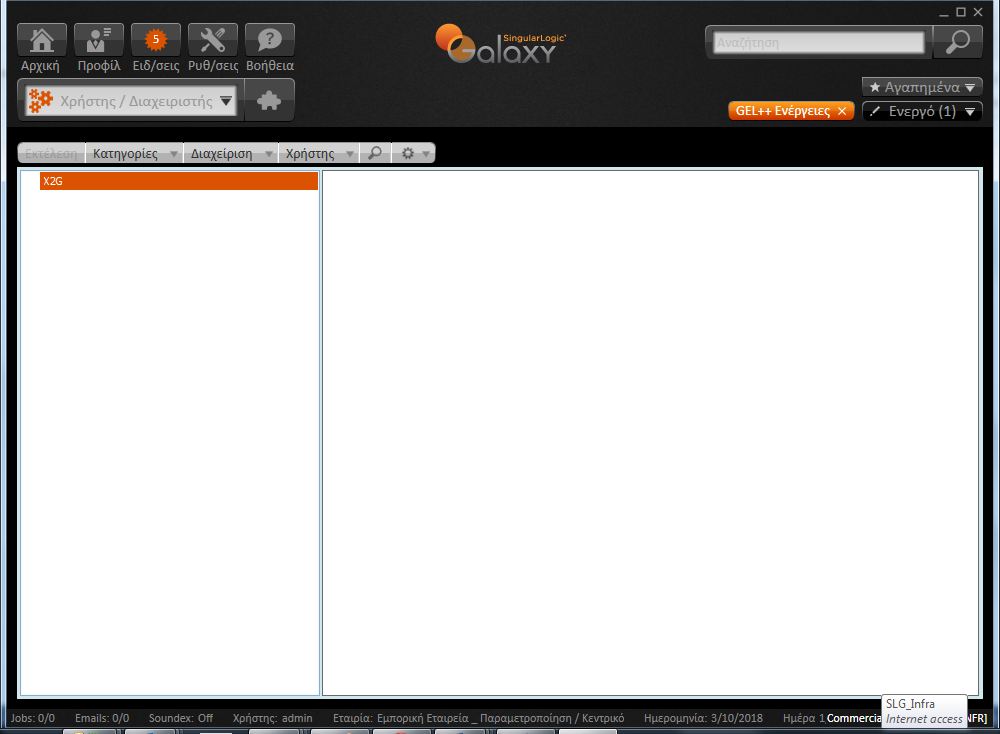 5
Αρχική Προφίλ Ειδ/σεις Ρυθ/σεις Βοήθεια
SingularLogic
Galaxy
Αναζήτηση
Χρήστης / Διαχειριστής
Αγαπημένα
GEL++ Ενέργειες
Ενεργό (1)
Εκτέλεση Κατηγορίες Διαχείριση Χρήστης
X2G
SLG_Infra
Internet access
Jobs: 0/0 Emails: 0/0 Soundex: Off Χρήστης: admin Εταιρία: Εμπορική Εταιρεία _ Παραμετροποίηση / Κεντρικό Ημερομηνία: 3/10/2018 Ημέρα 1, Commercia NFR]